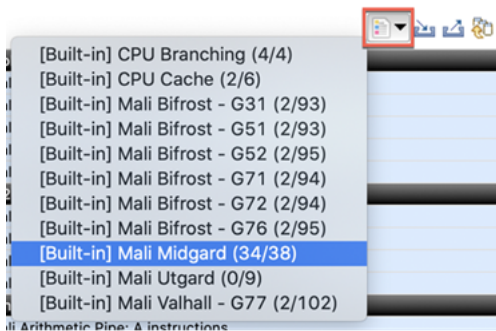 [Built-in] CPU Branching (4/4)
[Built-in] CPU Cache (2/6)
[Built-in] Mali Bifrost - G31 (2/93)
[Built-in] Mali Bifrost - G51 (2/93)
[Built-in] Mali Bifrost - G52 (2/95)
[Built-in] Mali Bifrost - G71 (2/94)
[Built-in] Mali Bifrost - G72 (2/94)
[Built-in] Mali Bifrost - G76 (2/95)
[Built-in] Mali Midgard (34/38)
[Built-in] Mali Utgard (0/9)
[Built-in] Mali Valhall - G77 (2/102)
Arithmetic Pipe: A instructions